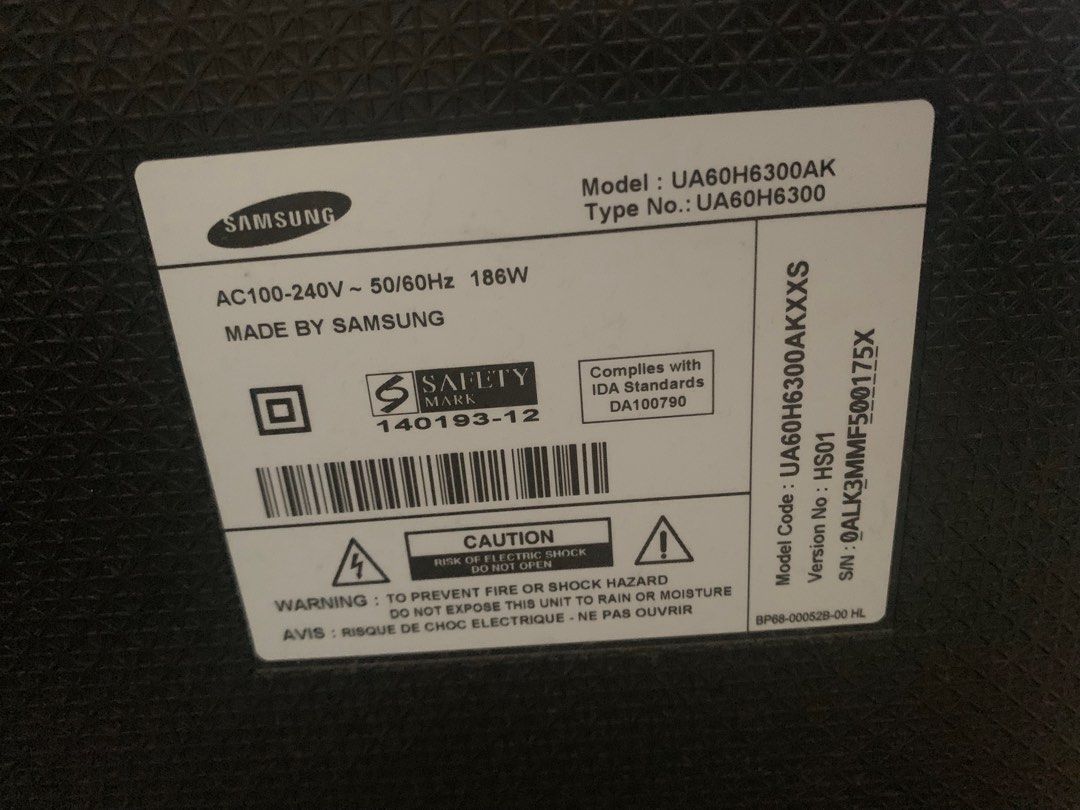 SAMSUNG
Model : UA60H6300AK
Type No.: UA60H6300
AC100-240V ~ 50/60Hz 186W
MADE BY SAMSUNG
SAFETY
MARK
140193-12
Complies with
IDA Standards
DA100790
CAUTION
RISK OF ELECTRIC SHOCK
DO NOT OPEN
WARNING : TO PREVENT FIRE OR SHOCK HAZARD
DO NOT EXPOSE THIS UNIT TO RAIN OR MOISTURE
AVIS : RISQUE DE CHOC ELECTRIQUE - NE PAS OUVRIR
Model Code : UA60H6300AKXXS
Version No : HS01
S/N : 0ALK3MMF500175X
BP68-00052B-00 HL